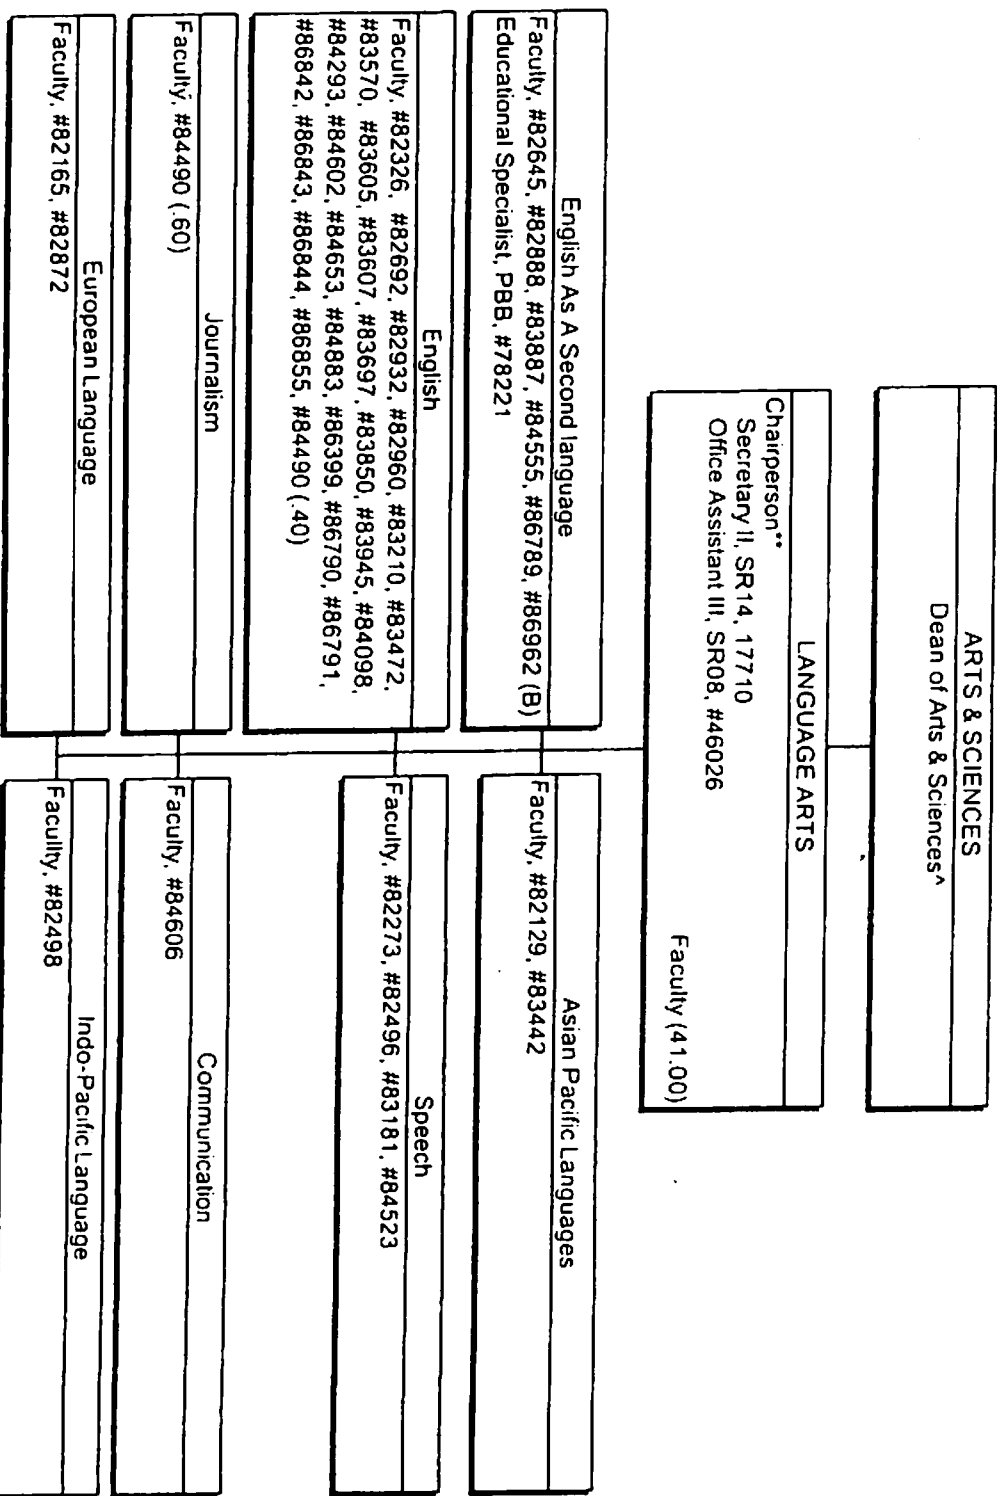 ARTS & SCIENCES
Dean of Arts & Sciences^
LANGUAGE ARTS
Chairperson**
Secretary II, SR14, 17710
Office Assistant III, SR08, #46026
Faculty (41.00)
English As A Second language
Faculty, #82645, #82888, #83887, #84555, #86789, #86962 (B)
Educational Specialist, PBB, #78221
Asian Pacific Languages
Faculty, #82129, #83442
English
Faculty, #82326, #82692, #82932, #82960, #83210, #83472,
#83570, #83605, #83607, #83697, #83850, #83945, #84098,
#84293, #84602, #84653, #84883, #86399, #86790, #86791,
#86842, #86843, #86844, #86855, #84490 (.40)
Speech
Faculty, #82273, #82496, #83181, #84523
Journalism
Faculty, #84490 (.60)
Communication
Faculty, #84606
European Language
Faculty, #82165, #82872
Indo-Pacific Language
Faculty, #82498